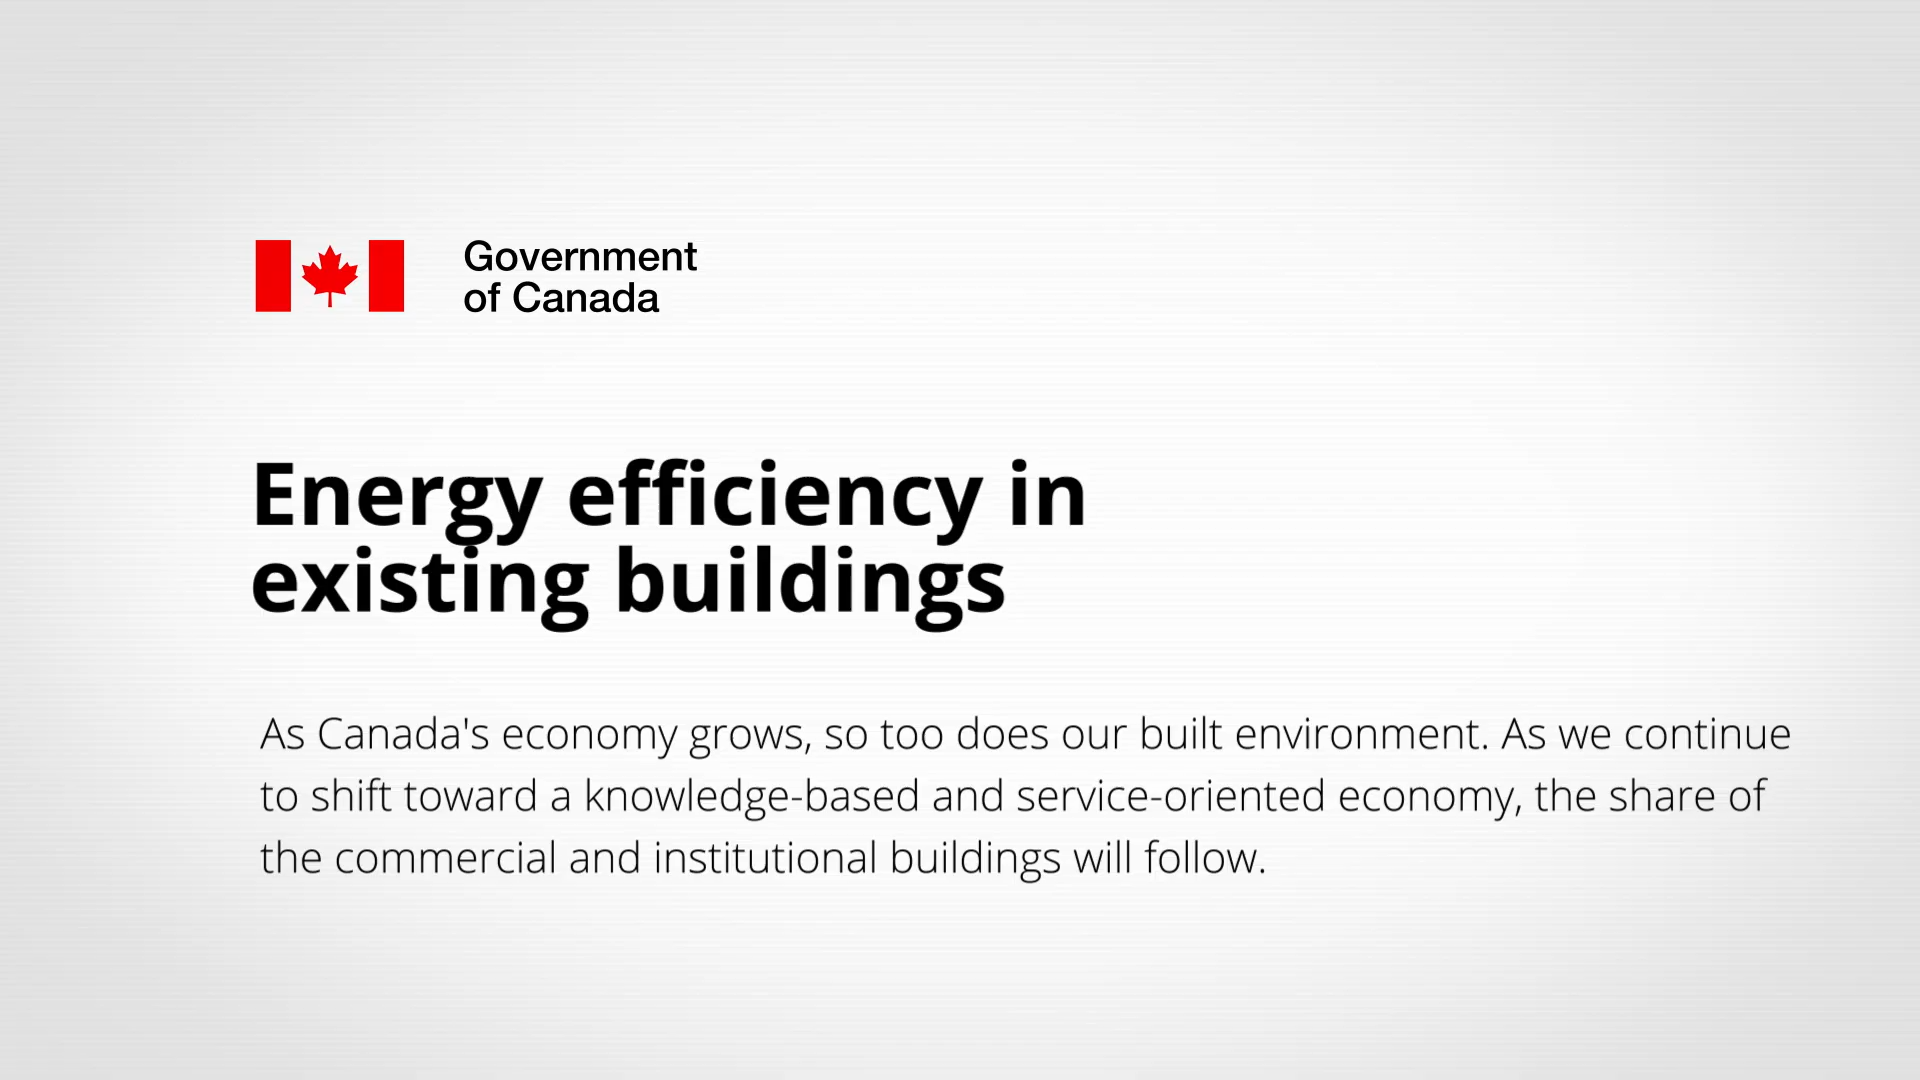 Government
of Canada
Energy efficiency in
existing buildings
As Canada's economy grows, so too does our built environment. As we continue
to shift toward a knowledge-based and service-oriented economy, the share of
the commercial and institutional buildings will follow.